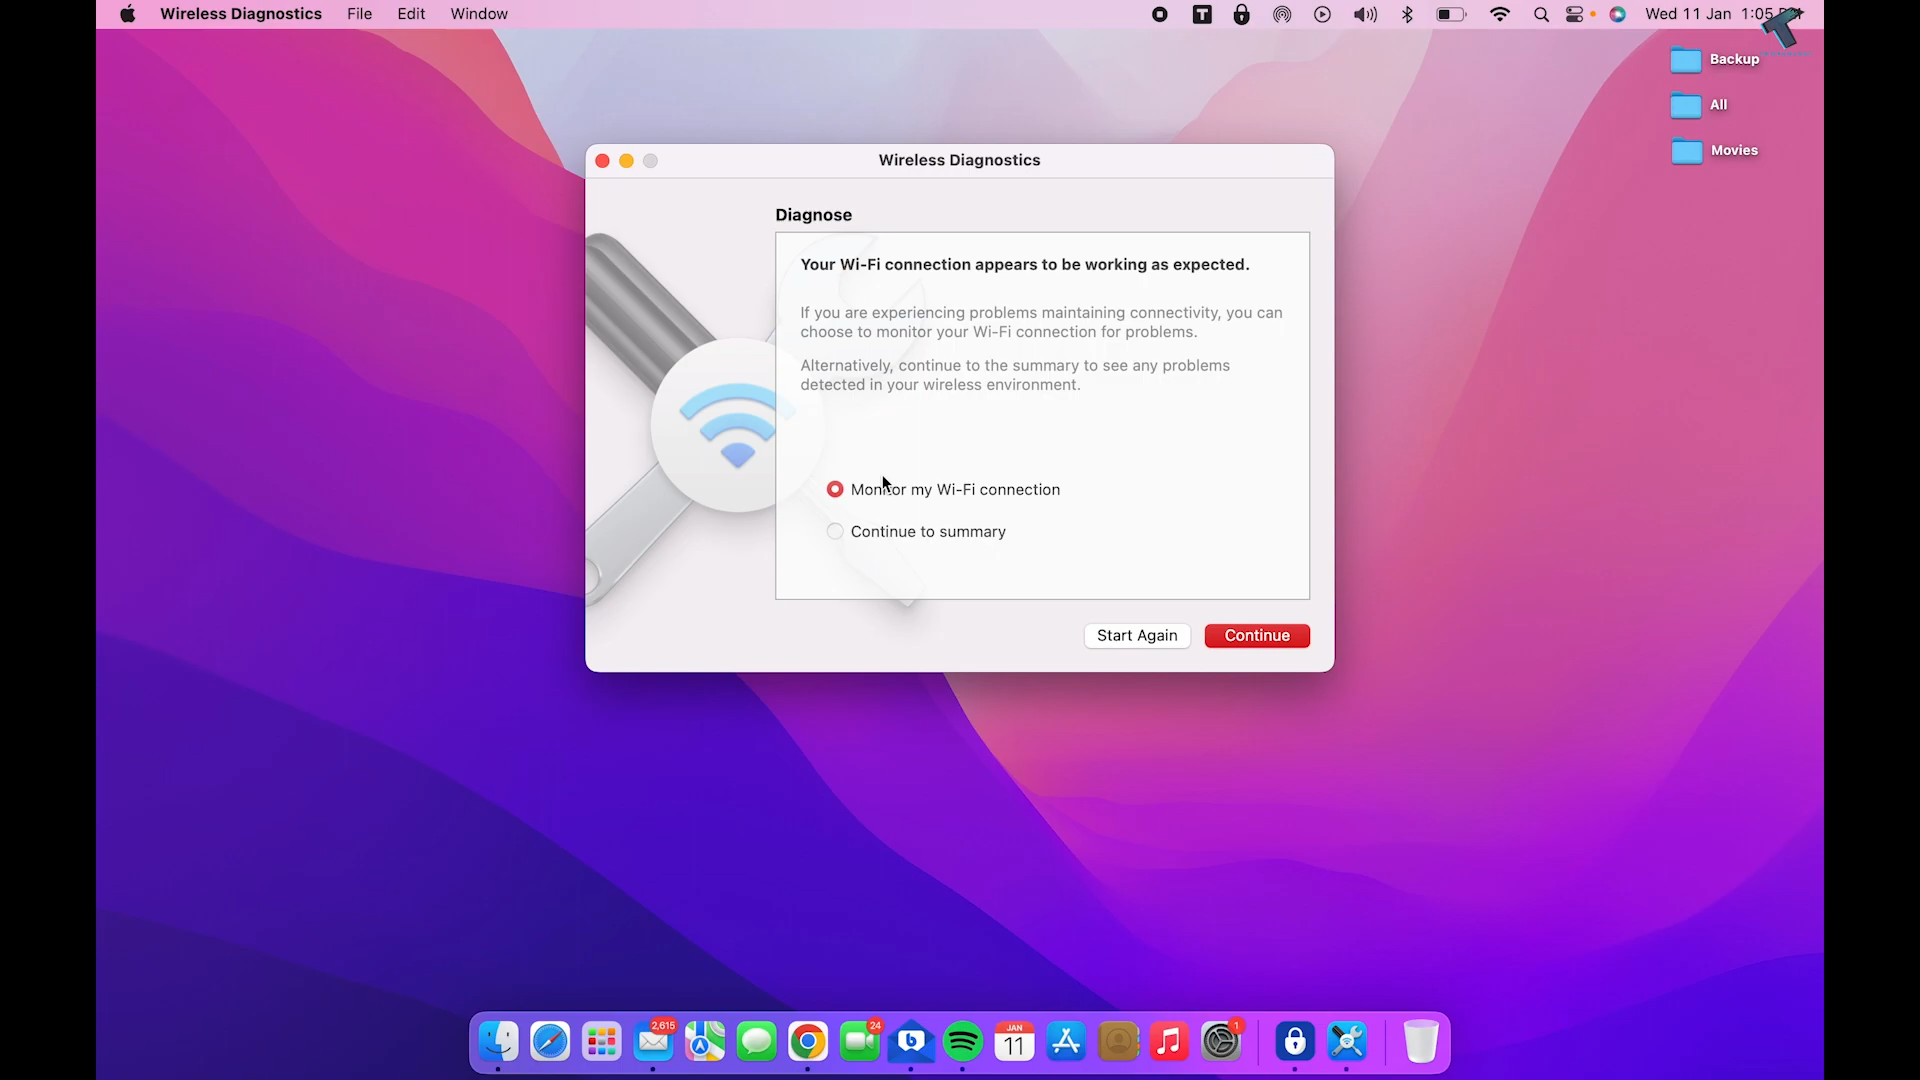 Wireless Diagnostics File Edit Window
T
Wed 11 Jan 1:05
Backup
All
Movies
Wireless Diagnostics
Diagnose
Your Wi-Fi connection appears to be working as expected.
If you are experiencing problems maintaining connectivity, you can
choose to monitor your Wi-Fi connection for problems.
Alternatively, continue to the summary to see any problems
detected in your wireless environment.
Monitor my Wi-Fi connection
Continue to summary
Start Again Continue
2,615
24
JAN
11
1